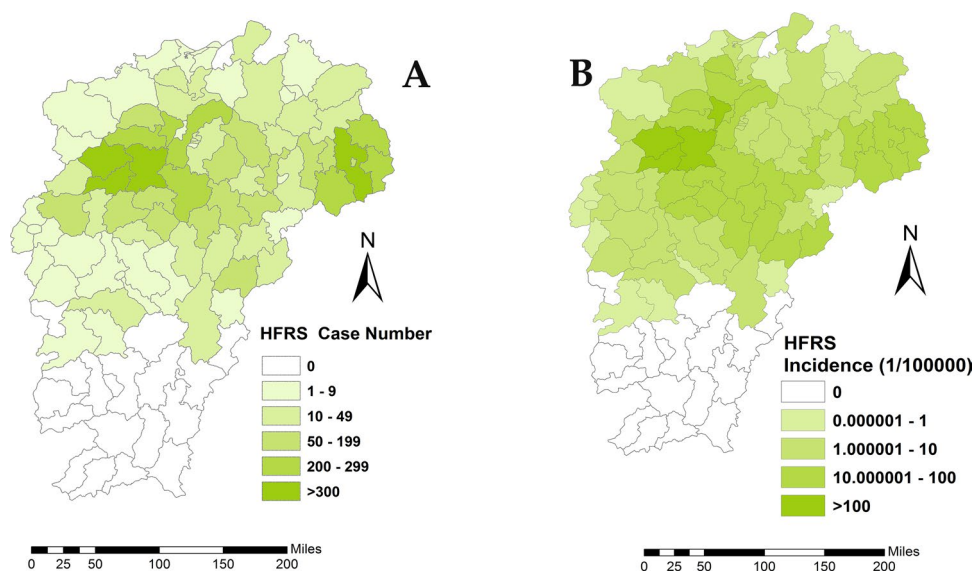 A
N
HFRS Case Number
0
1 - 9
10 - 49
50 - 199
200 - 299
>300
0 25 50 100 150 200
Miles
B
N
HFRS
Incidence (1/100000)
0
0.000001 - 1
1.000001 - 10
10.000001 - 100
>100
Miles
0 25 50 100 150 200